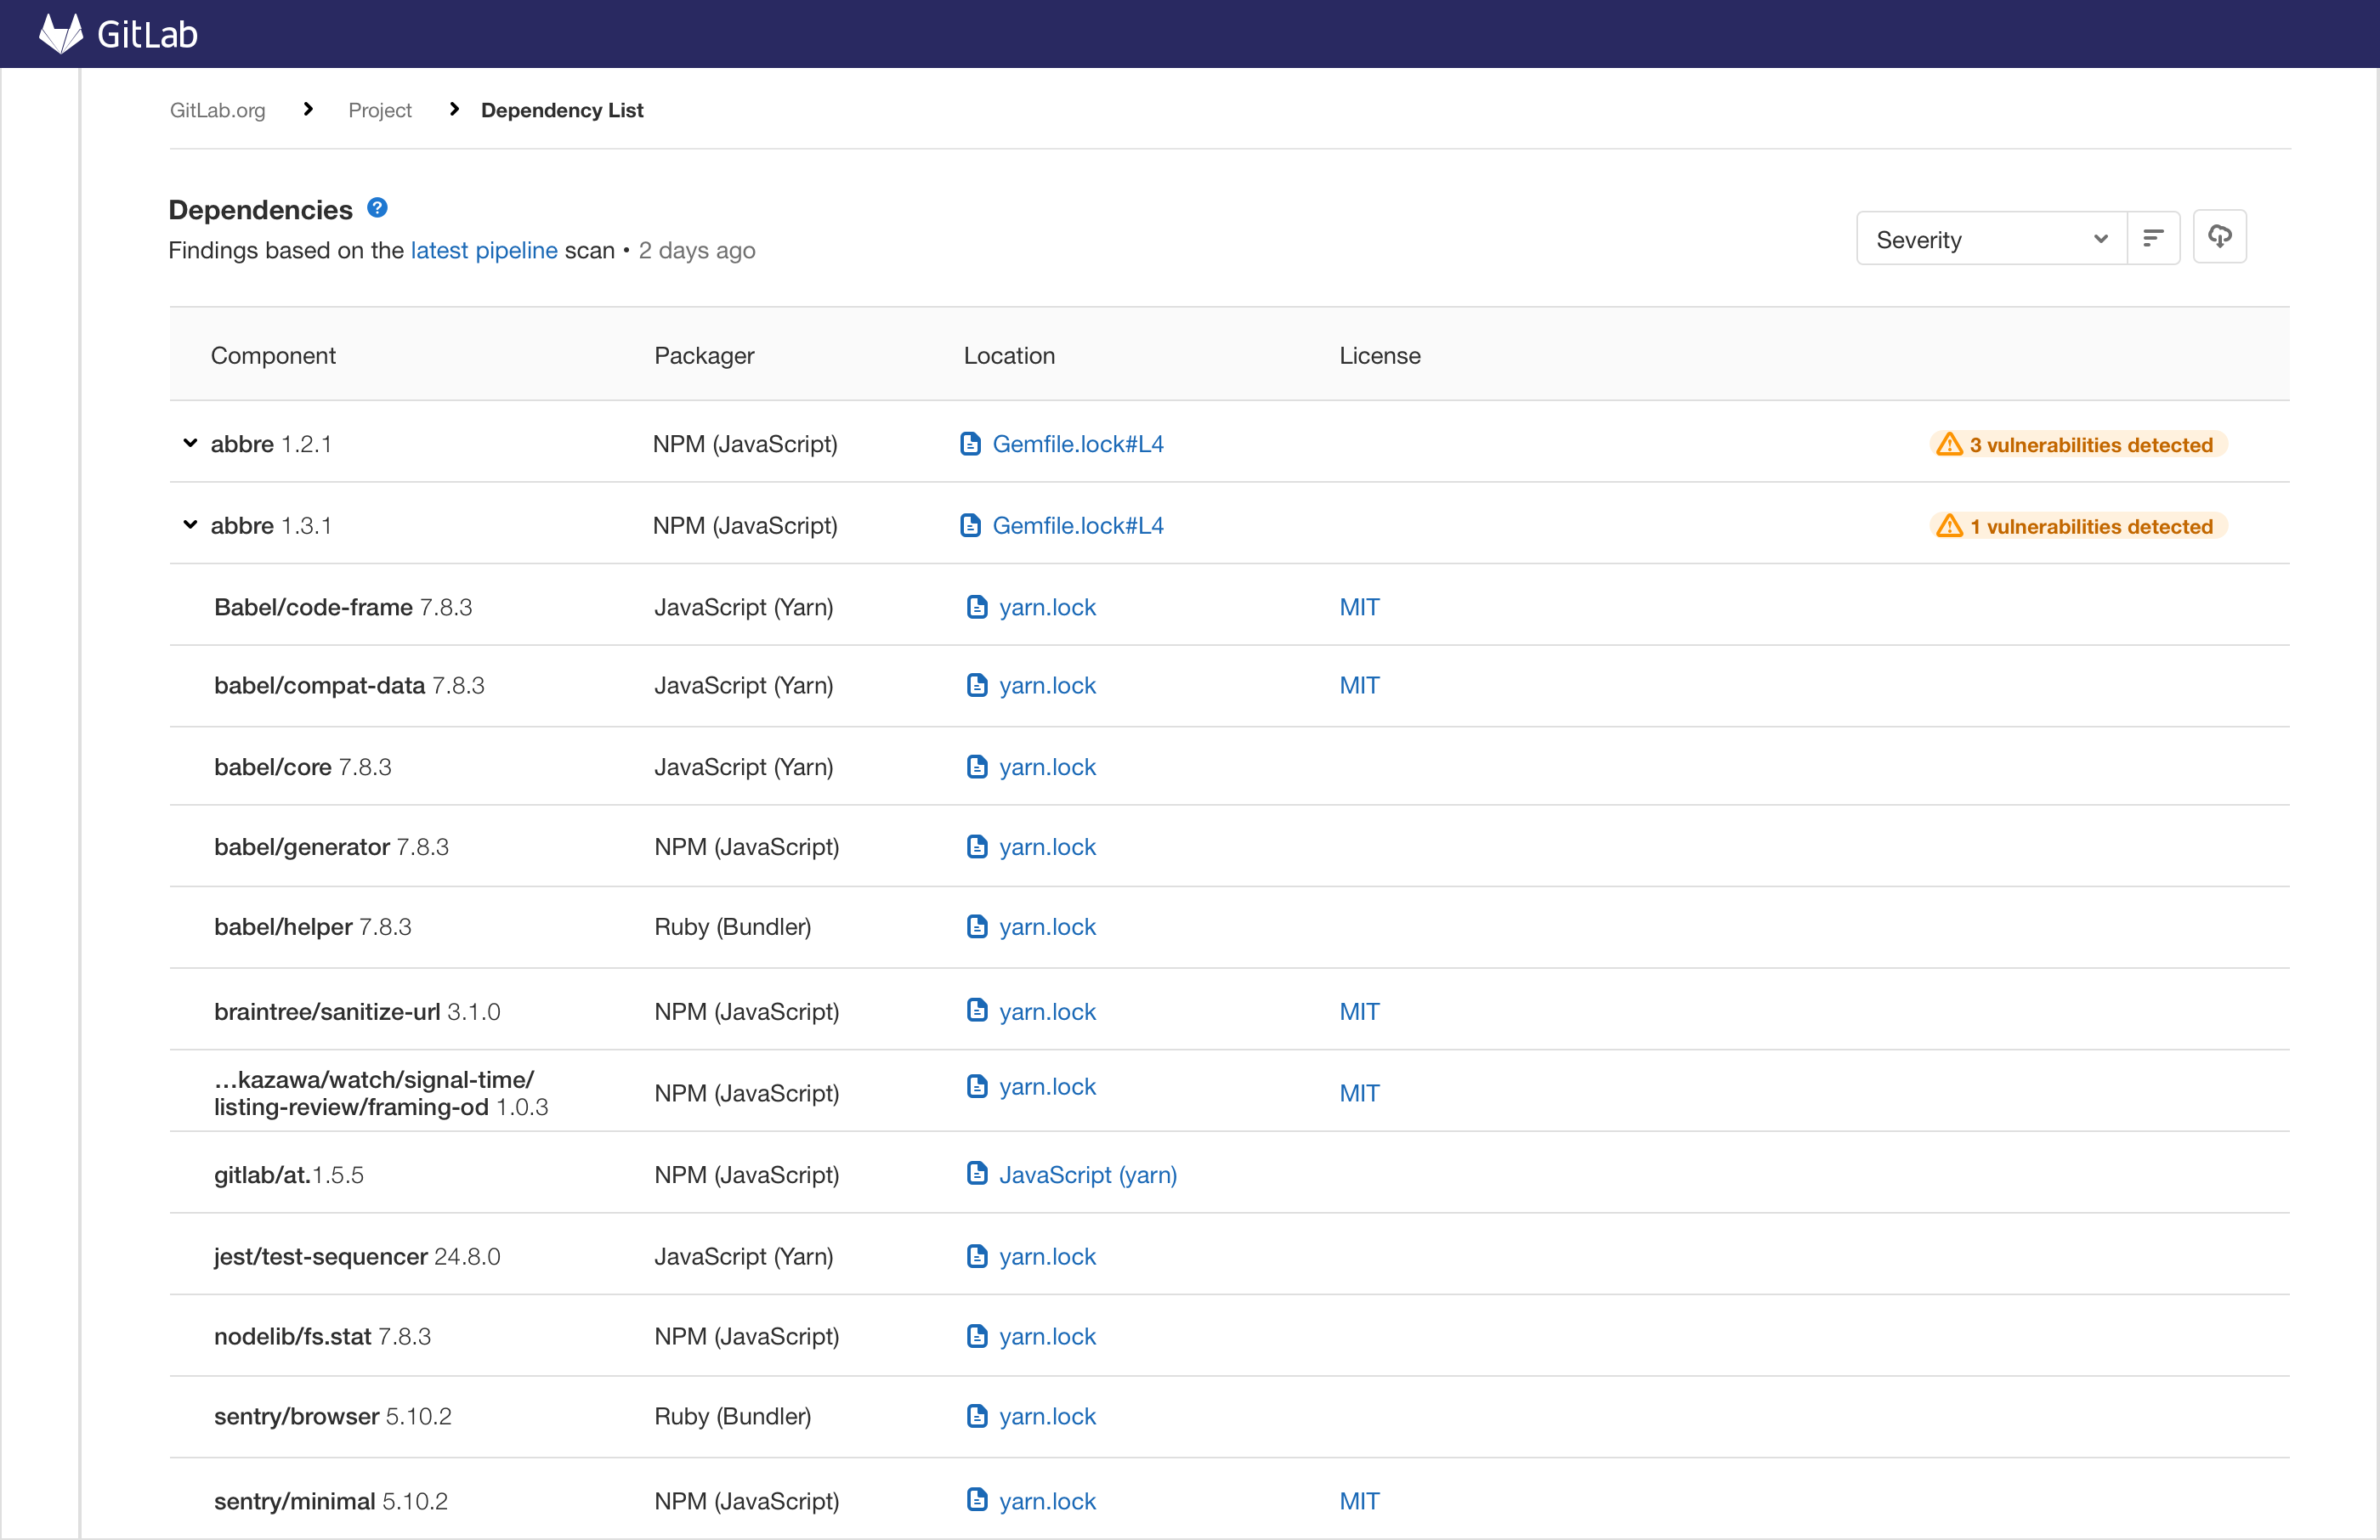 GitLab
GitLab.org Project Dependency List
Dependencies ?
Findings based on the latest pipeline scan • 2 days ago
Severity
Component Packager Location License
abbre 1.2.1 NPM (JavaScript) Gemfile.lock#L4 3 vulnerabilities detected
abbre 1.3.1 NPM (JavaScript) Gemfile.lock#L4 1 vulnerabilities detected
Babel/code-frame 7.8.3 JavaScript (Yarn) yarn.lock MIT
babel/compat-data 7.8.3 JavaScript (Yarn) yarn.lock MIT
babel/core 7.8.3 JavaScript (Yarn) yarn.lock
babel/generator 7.8.3 NPM (JavaScript) yarn.lock
babel/helper 7.8.3 Ruby (Bundler) yarn.lock
braintree/sanitize-url 3.1.0 NPM (JavaScript) yarn.lock MIT
...kazawa/watch/signal-time/
listing-review/framing-od 1.0.3 NPM (JavaScript) yarn.lock MIT
gitlab/at.1.5.5 NPM (JavaScript) JavaScript (yarn)
jest/test-sequencer 24.8.0 JavaScript (Yarn) yarn.lock
nodelib/fs.stat 7.8.3 NPM (JavaScript) yarn.lock
sentry/browser 5.10.2 Ruby (Bundler) yarn.lock
sentry/minimal 5.10.2 NPM (JavaScript) yarn.lock MIT